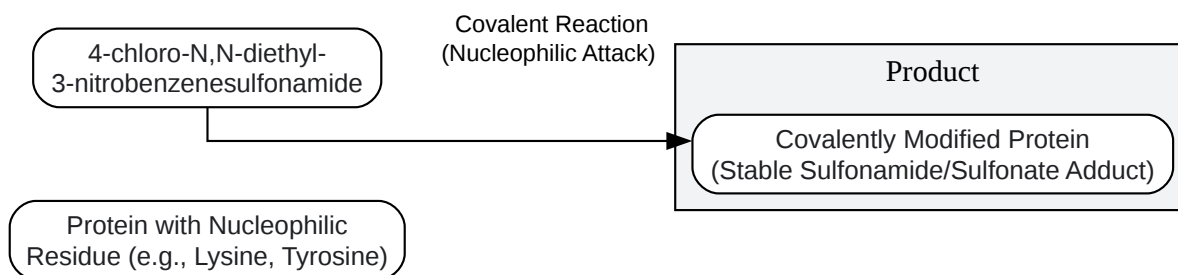 4-chloro-N,N-diethyl-
3-nitrobenzenesulfonamide
Covalent Reaction
(Nucleophilic Attack)
Product
Covalently Modified Protein
(Stable Sulfonamide/Sulfonate Adduct)
Protein with Nucleophilic
Residue (e.g., Lysine, Tyrosine)